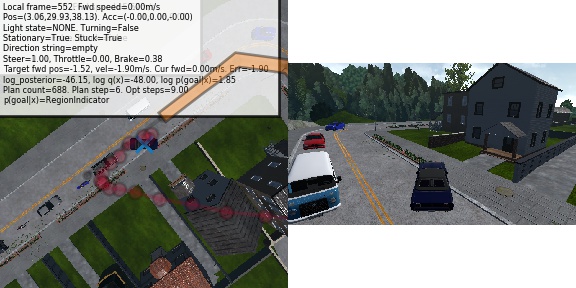 Local frame=552. Fwd speed=0.00m/s
Pos=(3.06,29.93,38.13). Acc=(-0.00,0.00,-0.00)
Light state=NONE. Turning=False
Stationary=True. Stuck=True
Direction string=empty
Steer=1.00, Throttle=0.00, Brake=0.38
Target fwd pos=-1.52, vel=-1.90m/s. Cur fwd=0.00m/s. Err=-1.90
log_posterior=-46.15, log q(x)=-48.00, log p(goal|x)=1.85
Plan count=688. Plan step=6. Opt steps=9.00
p(goal|x)=RegionIndicator